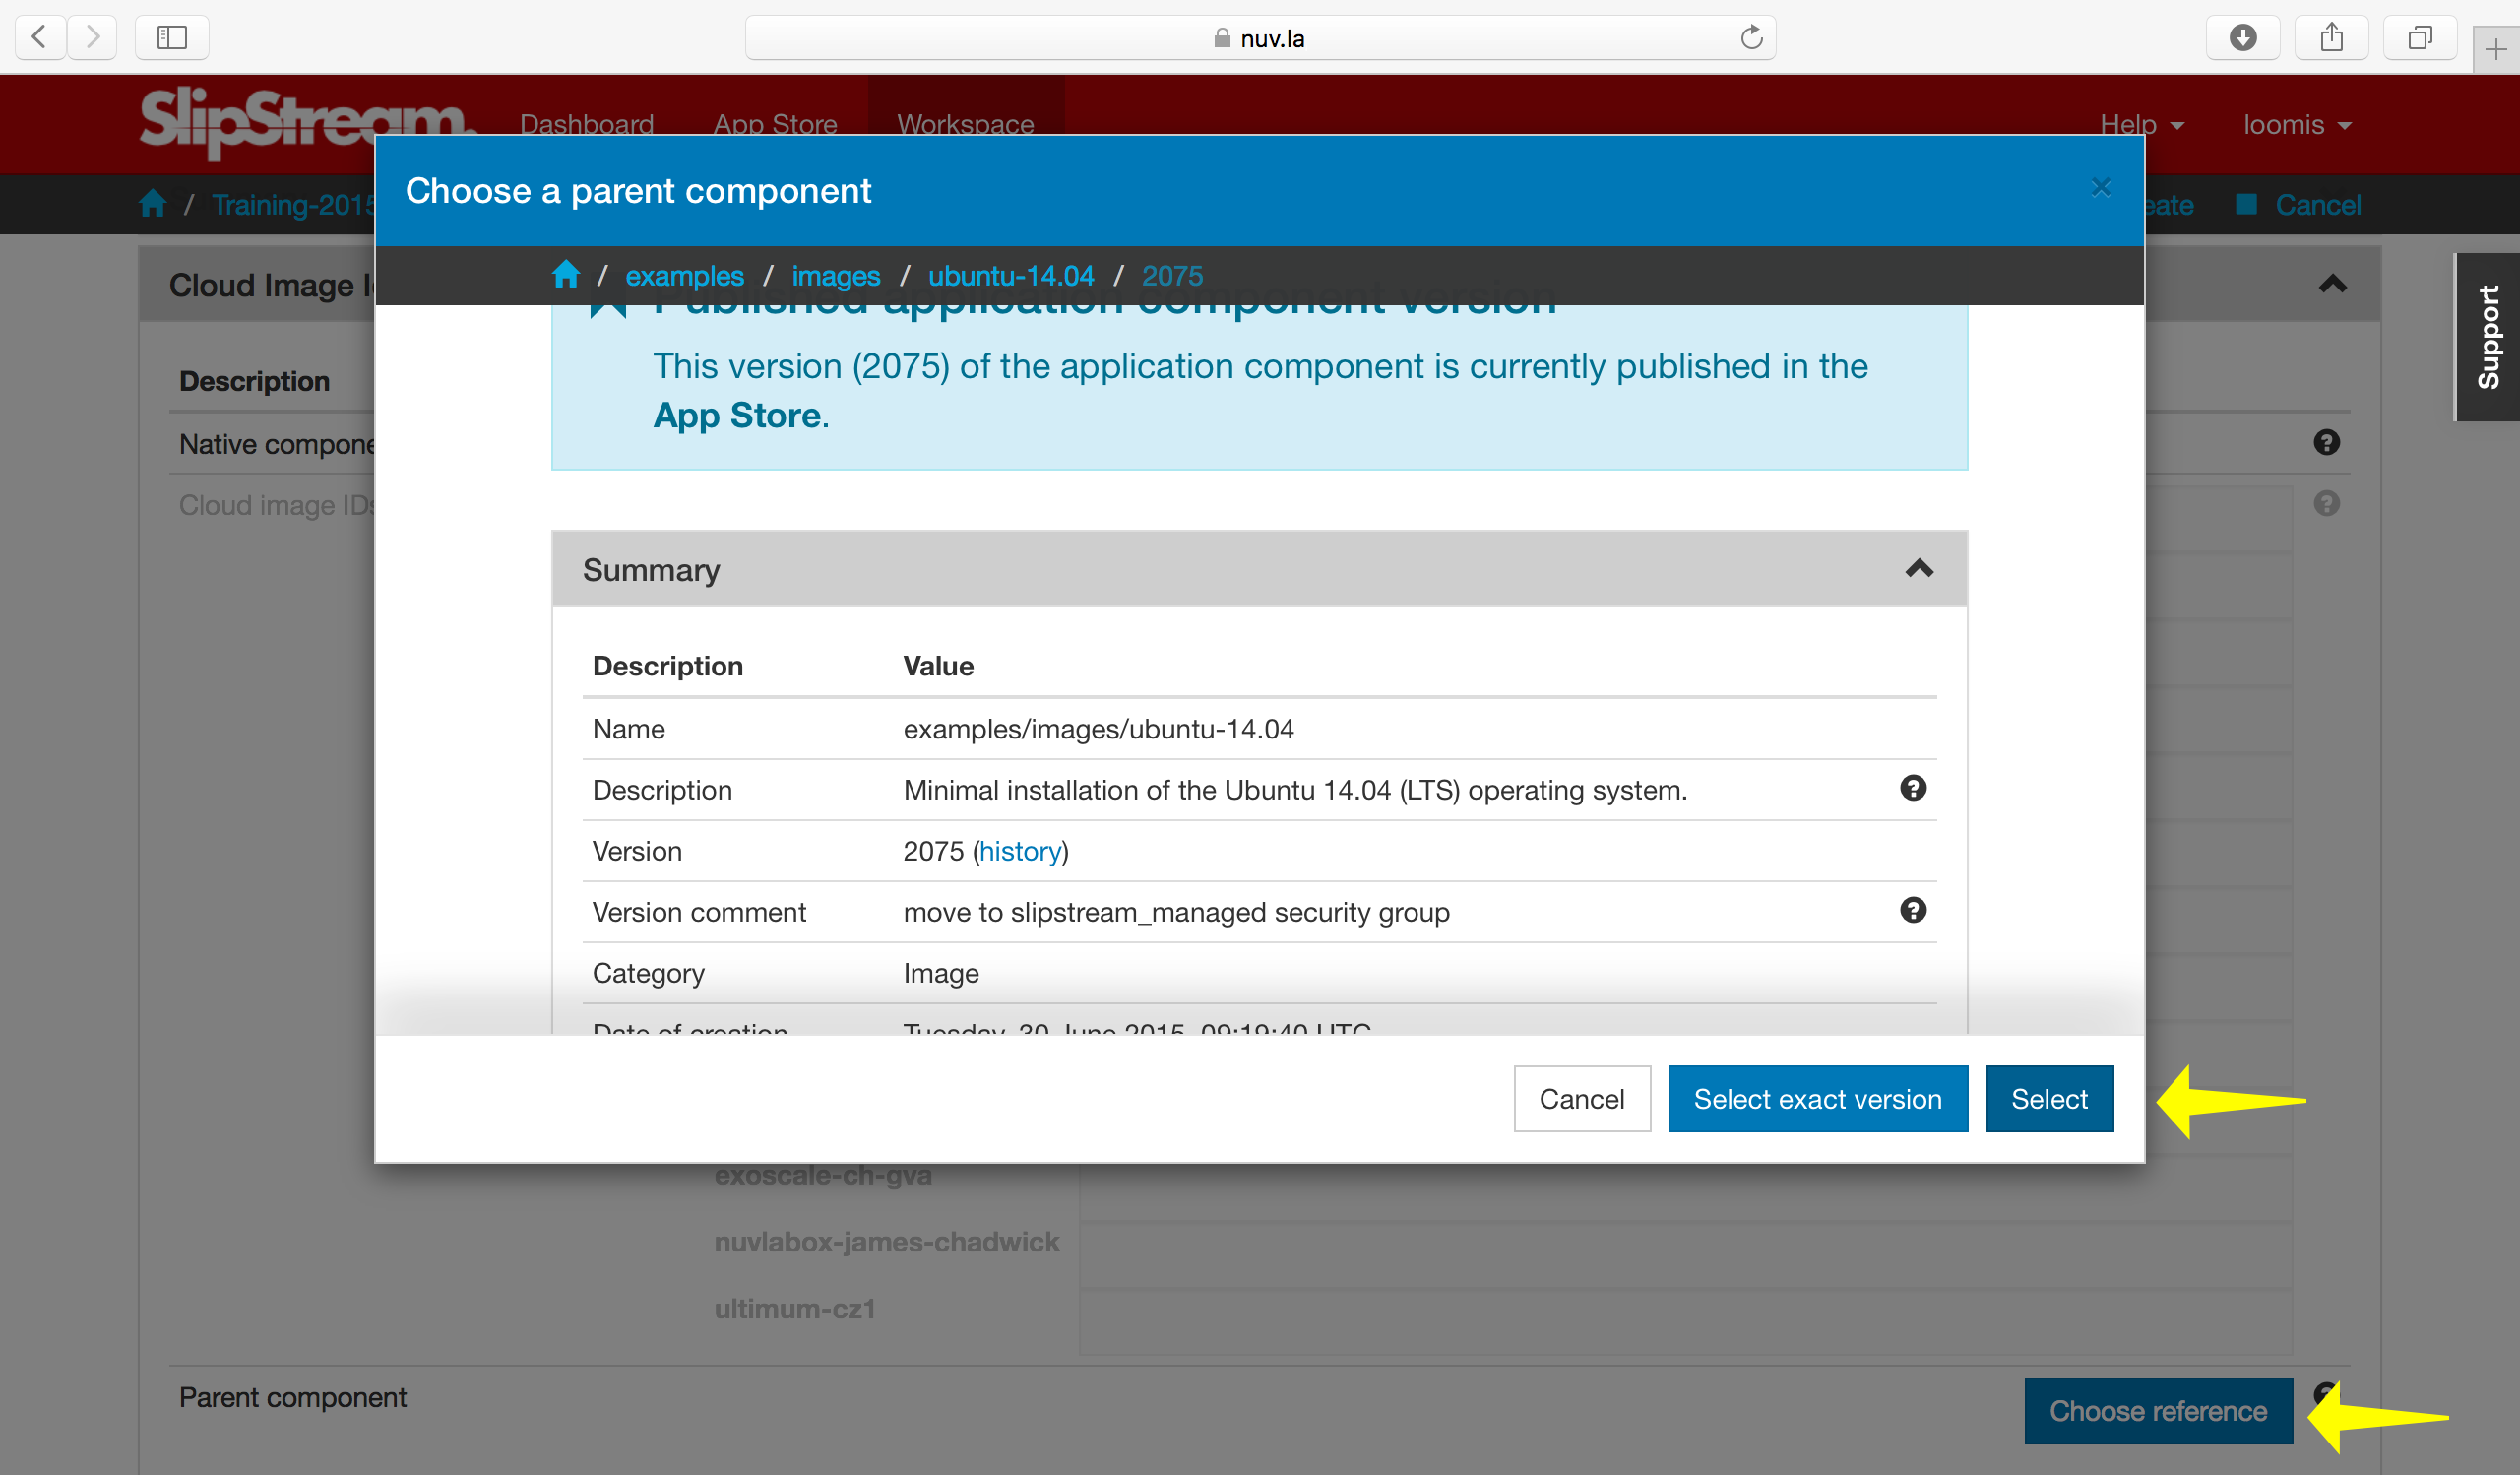 nuv.la
SlipStream
Dashboard
App Store
Workspace
Help
loomis
Choose a parent component
×
/ Training-2015
eate
Cancel
/ examples / images / ubuntu-14.04 / 2075
Cloud Image I
Support
Published application component version
This version (2075) of the application component is currently published in the
App Store.
Description
Native compone
Cloud image IDs
Summary
Description Value
Name examples/images/ubuntu-14.04
Description Minimal installation of the Ubuntu 14.04 (LTS) operating system.
Version 2075 (history)
Version comment move to slipstream_managed security group
Category Image
Date of creation Tuesday, 30 June 2015, 09:19:40 UTC
Cancel
Select exact version
Select
exoscale-ch-gva
nuvlabox-james-chadwick
ultimum-cz1
Parent component
Choose reference